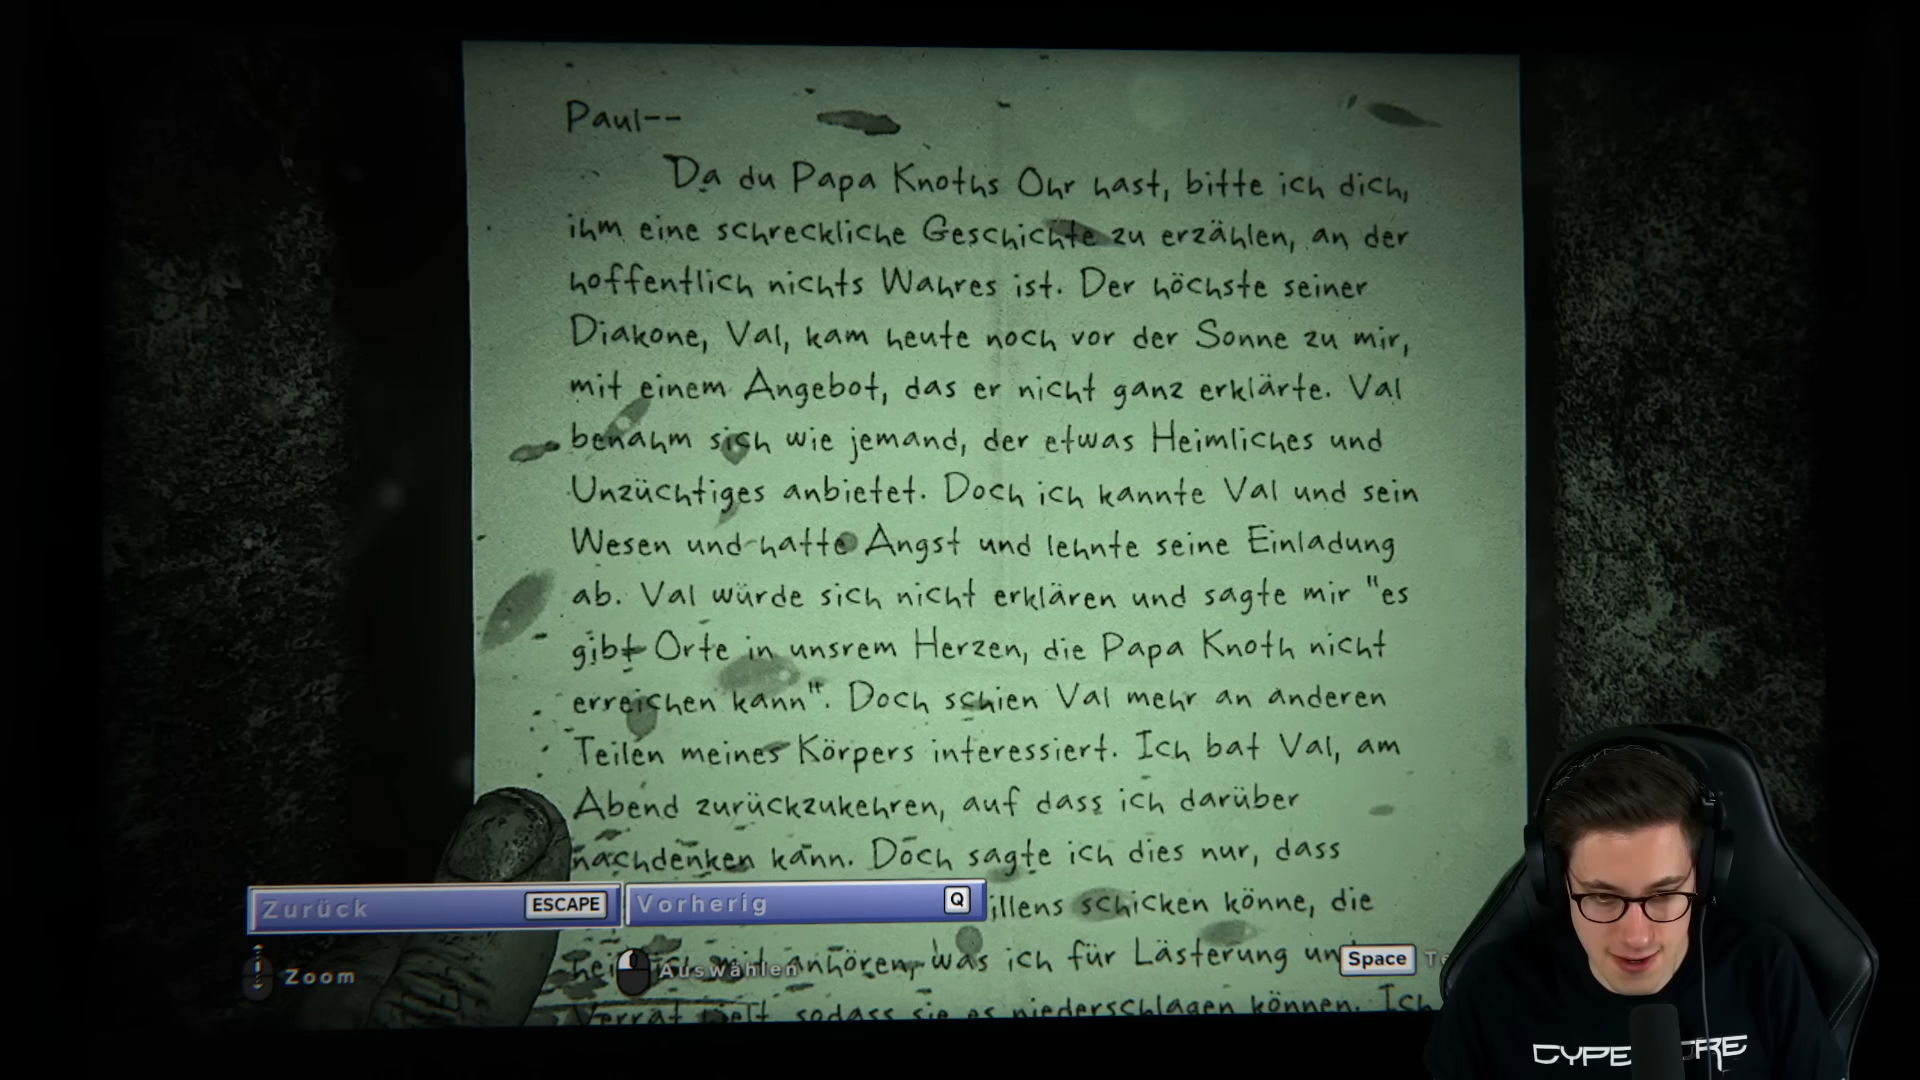 Paul--
Da du Papa Knoths Ohr hast, bitte ich dich,
ihm eine schreckliche Geschichte zu erzählen, an der
hoffentlich nichts Wahres ist. Der höchste seiner
Diakone, Val, kam heute noch vor der Sonne zu mir,
mit einem Angebot, das er nicht ganz erklärte. Val
benahm sich wie jemand, der etwas Heimliches und
Unzüchtiges anbietet. Doch ich kannte Val und sein
Wesen und hatte Angst und lehnte seine Einladung
ab. Val würde sich nicht erklären und sagte mir "es
gibt Orte in unsrem Herzen, die Papa Knoth nicht
erreichen kann". Doch schien Val mehr an anderen
Teilen meines Körpers interessiert. Ich bat Val, am
Abend zurückzukehren, auf dass ich darüber
nachdenken kann. Doch sagte ich dies nur, dass
schicken könne, die
anhören, was ich für Lästerung
sodass sie es niederschlagen können. Ich
Zurück ESCAPE
Vorherig Q
Zoom
Auswählen
Space